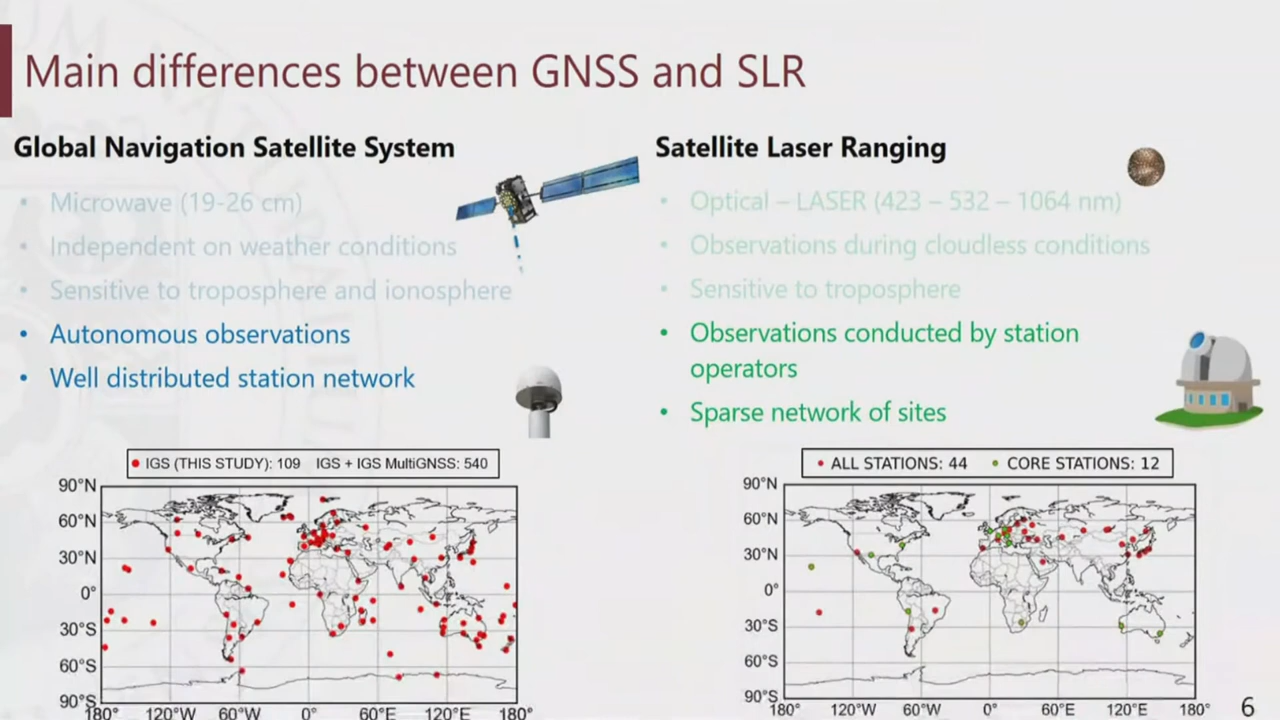 Main differences between GNSS and SLR
Global Navigation Satellite System
• Microwave (19-26 cm)
• Independent on weather conditions
• Sensitive to troposphere and ionosphere
• Autonomous observations
• Well distributed station network
Satellite Laser Ranging
• Optical – LASER (423 – 532 – 1064 nm)
• Observations during cloudless conditions
• Sensitive to troposphere
• Observations conducted by station
operators
• Sparse network of sites
IGS (THIS STUDY): 109 IGS + IGS MultiGNSS: 540
90°N
60°N
30°N
0°
30°S
60°S
90°S
180° 120°W 60°W 0° 60°E 120°E 180°
ALL STATIONS: 44 CORE STATIONS: 12
90°N
60°N
30°N
0°
30°S
60°S
90°S
180° 120°W 60°W 0° 60°E 120°E 180°
6